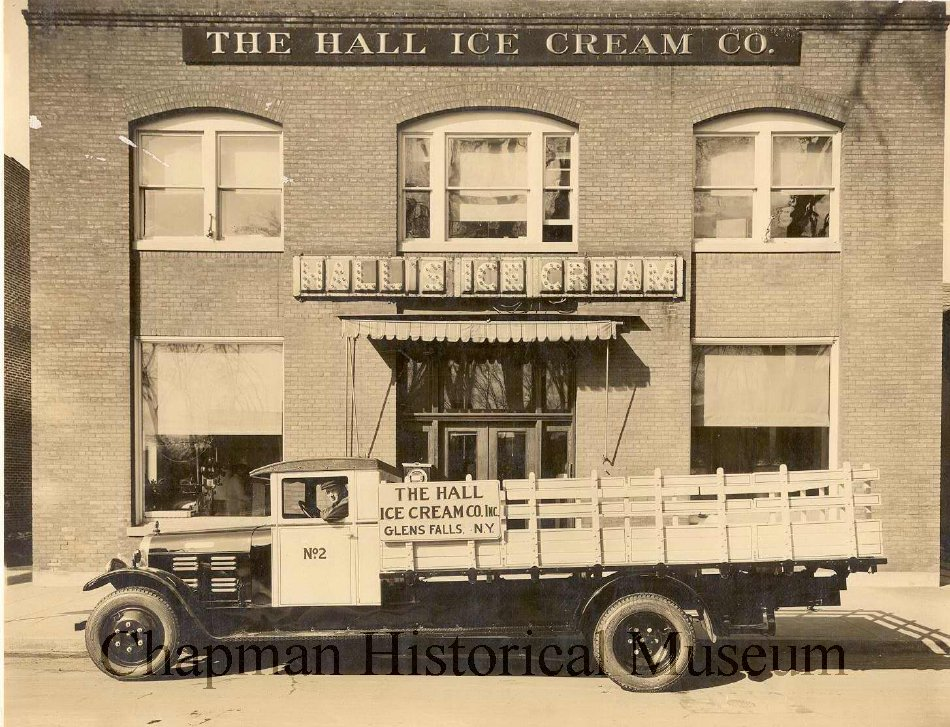 THE HALL ICE CREAM CO.
HALL'S ICE CREAM
THE HALL
ICE CREAM CO. INC.
GLENS FALLS, N.Y.
Nº2
Chapman Historical Museum